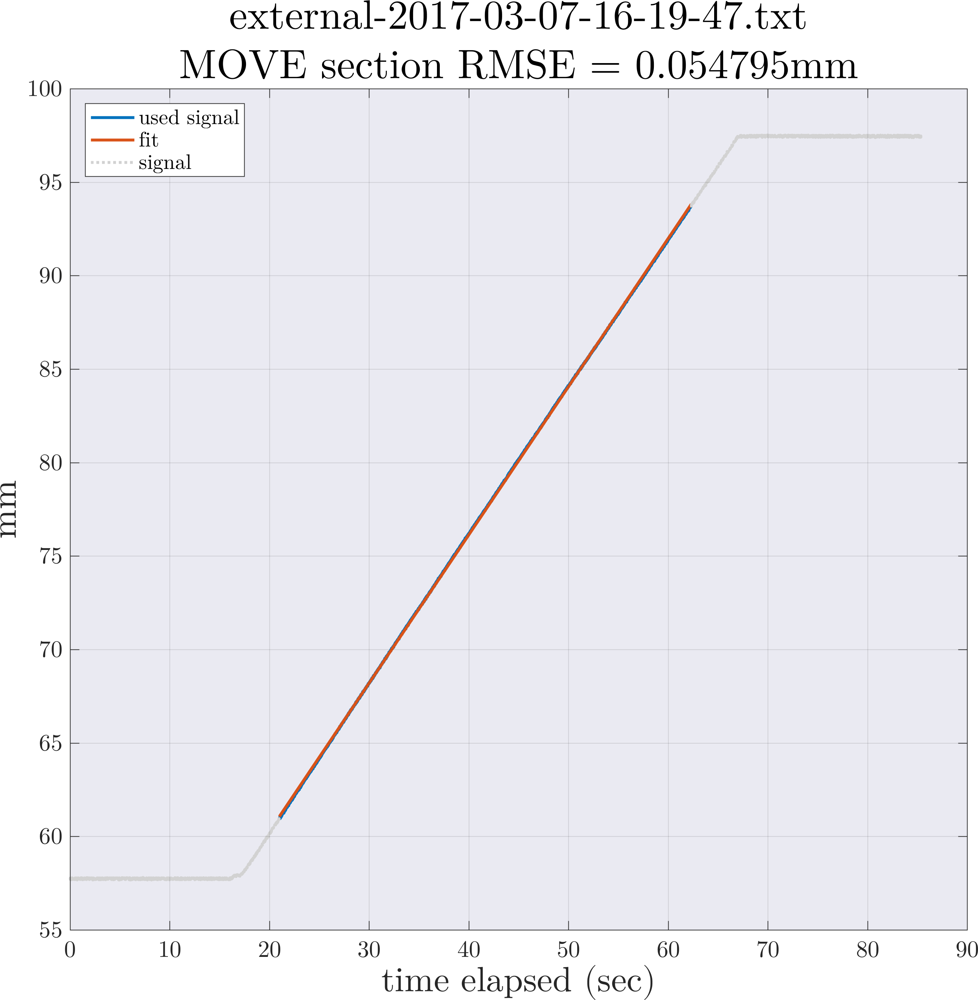 external-2017-03-07-16-19-47.txt
MOVE section RMSE = 0.054795mm
100
95
90
85
80
75
70
65
60
55
used signal
fit
signal
mm
0 10 20 30 40 50 60 70 80 90
time elapsed (sec)